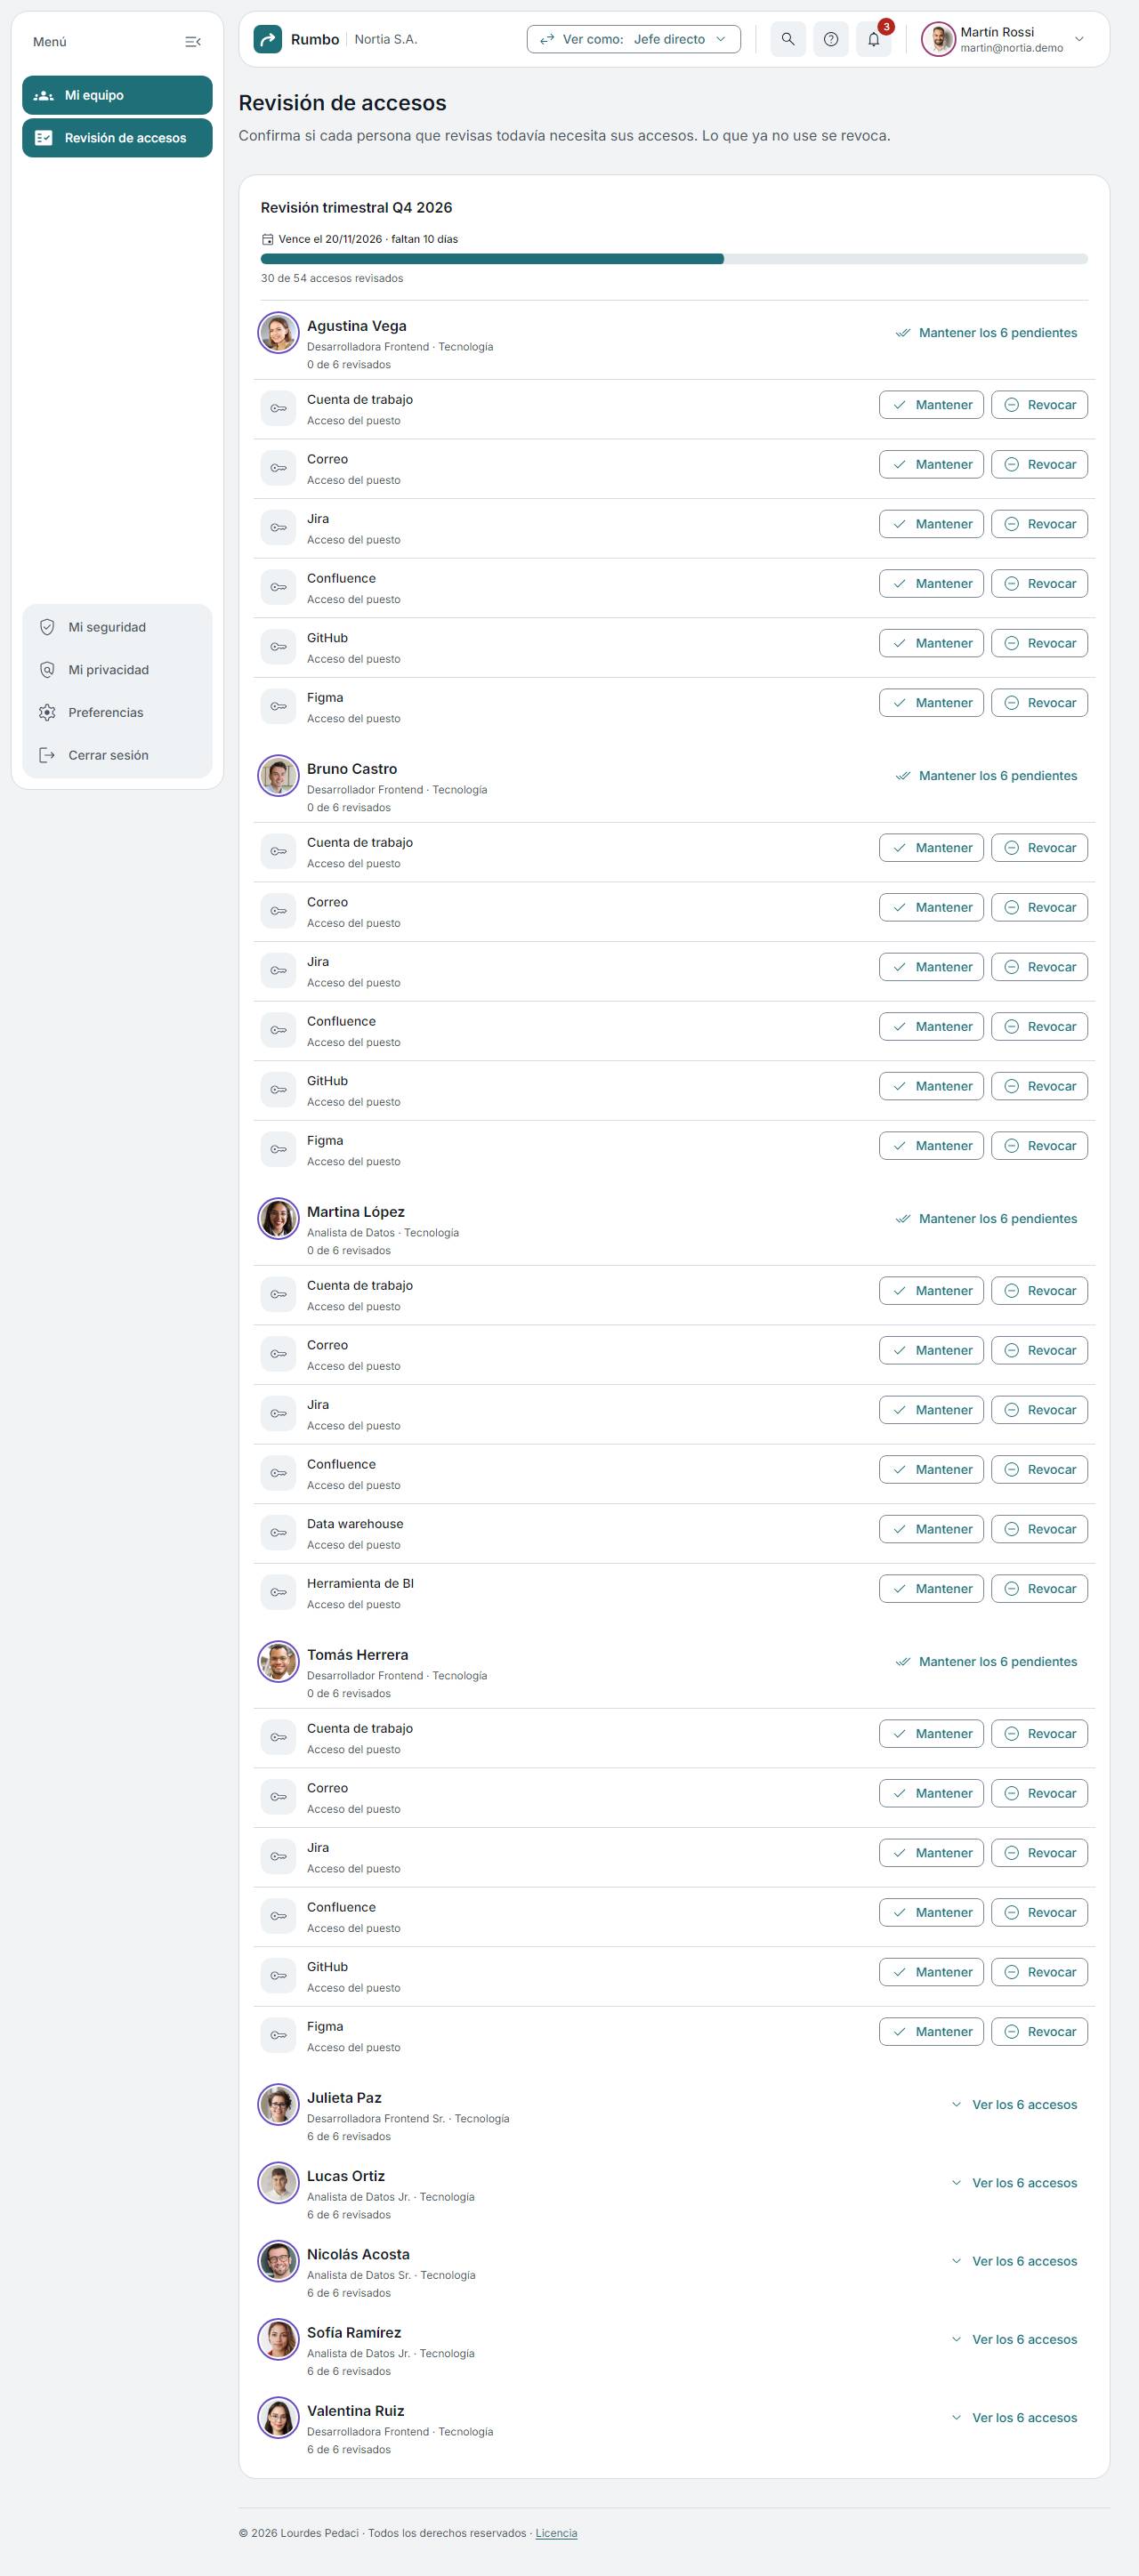 Menú
Mi equipo
Revisión de accesos
Mi seguridad
Mi privacidad
Preferencias
Cerrar sesión
Rumbo Nortia S.A.
Ver como: Jefe directo
3
Martín Rossi
martin@nortia.demo
Revisión de accesos
Confirma si cada persona que revisas todavía necesita sus accesos. Lo que ya no use se revoca.
Revisión trimestral Q4 2026
Vence el 20/11/2026 · faltan 10 días
30 de 54 accesos revisados
Agustina Vega
Desarrolladora Frontend · Tecnología
0 de 6 revisados
Mantener los 6 pendientes
Cuenta de trabajo
Acceso del puesto
Mantener Revocar
Correo
Acceso del puesto
Mantener Revocar
Jira
Acceso del puesto
Mantener Revocar
Confluence
Acceso del puesto
Mantener Revocar
GitHub
Acceso del puesto
Mantener Revocar
Figma
Acceso del puesto
Mantener Revocar
Bruno Castro
Desarrollador Frontend · Tecnología
0 de 6 revisados
Mantener los 6 pendientes
Cuenta de trabajo
Acceso del puesto
Mantener Revocar
Correo
Acceso del puesto
Mantener Revocar
Jira
Acceso del puesto
Mantener Revocar
Confluence
Acceso del puesto
Mantener Revocar
GitHub
Acceso del puesto
Mantener Revocar
Figma
Acceso del puesto
Mantener Revocar
Martina López
Analista de Datos · Tecnología
0 de 6 revisados
Mantener los 6 pendientes
Cuenta de trabajo
Acceso del puesto
Mantener Revocar
Correo
Acceso del puesto
Mantener Revocar
Jira
Acceso del puesto
Mantener Revocar
Confluence
Acceso del puesto
Mantener Revocar
Data warehouse
Acceso del puesto
Mantener Revocar
Herramienta de BI
Acceso del puesto
Mantener Revocar
Tomás Herrera
Desarrollador Frontend · Tecnología
0 de 6 revisados
Mantener los 6 pendientes
Cuenta de trabajo
Acceso del puesto
Mantener Revocar
Correo
Acceso del puesto
Mantener Revocar
Jira
Acceso del puesto
Mantener Revocar
Confluence
Acceso del puesto
Mantener Revocar
GitHub
Acceso del puesto
Mantener Revocar
Figma
Acceso del puesto
Mantener Revocar
Julieta Paz
Desarrolladora Frontend Sr. · Tecnología
6 de 6 revisados
Ver los 6 accesos
Lucas Ortiz
Analista de Datos Jr. · Tecnología
6 de 6 revisados
Ver los 6 accesos
Nicolás Acosta
Analista de Datos Sr. · Tecnología
6 de 6 revisados
Ver los 6 accesos
Sofía Ramírez
Analista de Datos Jr. · Tecnología
6 de 6 revisados
Ver los 6 accesos
Valentina Ruiz
Desarrolladora Frontend · Tecnología
6 de 6 revisados
Ver los 6 accesos
© 2026 Lourdes Pedaci · Todos los derechos reservados · Licencia